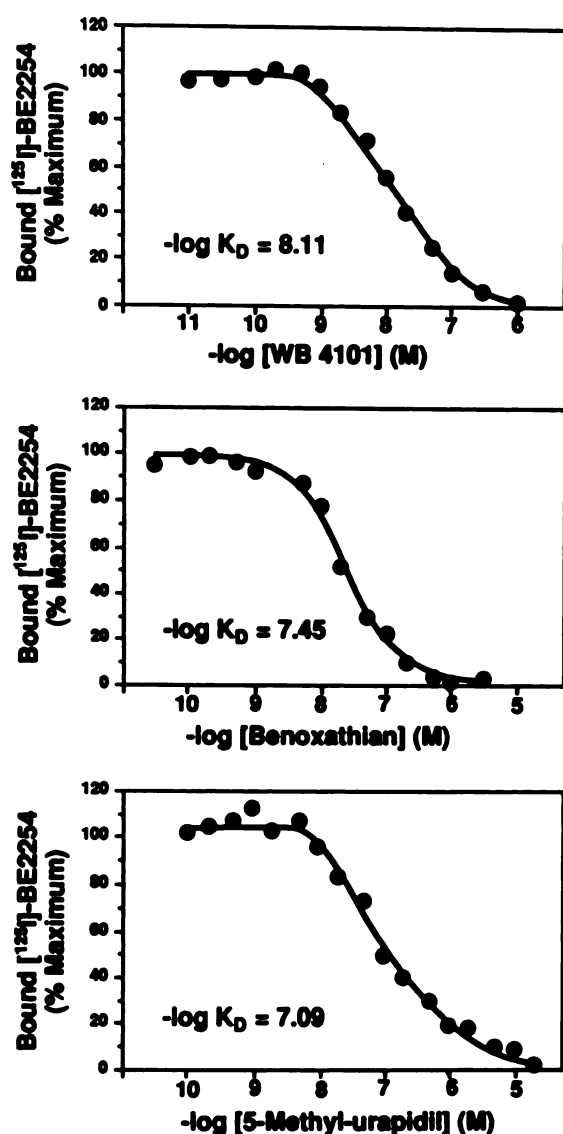 120
100
80
60
40
20
0
Bound [¹²⁵I]-BE2254
(% Maximum)
-log K_D = 8.11
11 10 9 8 7 6
-log [WB 4101] (M)
120
100
80
60
40
20
0
Bound [¹²⁵I]-BE2254
(% Maximum)
-log K_D = 7.45
10 9 8 7 6 5
-log [Benoxathian] (M)
120
100
80
60
40
20
0
Bound [¹²⁵I]-BE2254
(% Maximum)
-log K_D = 7.09
10 9 8 7 6 5
-log [5-Methyl-urapidil] (M)